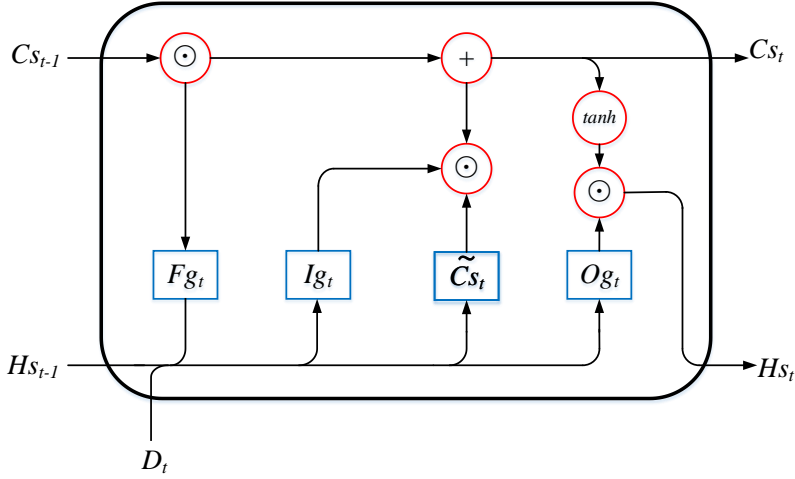 Cs_{t-1} ⊙ + Cs_t
tanh
⊙ ⊙
Fg_t Ig_t C̃s_t Og_t
Hs_{t-1} Hs_t
D_t